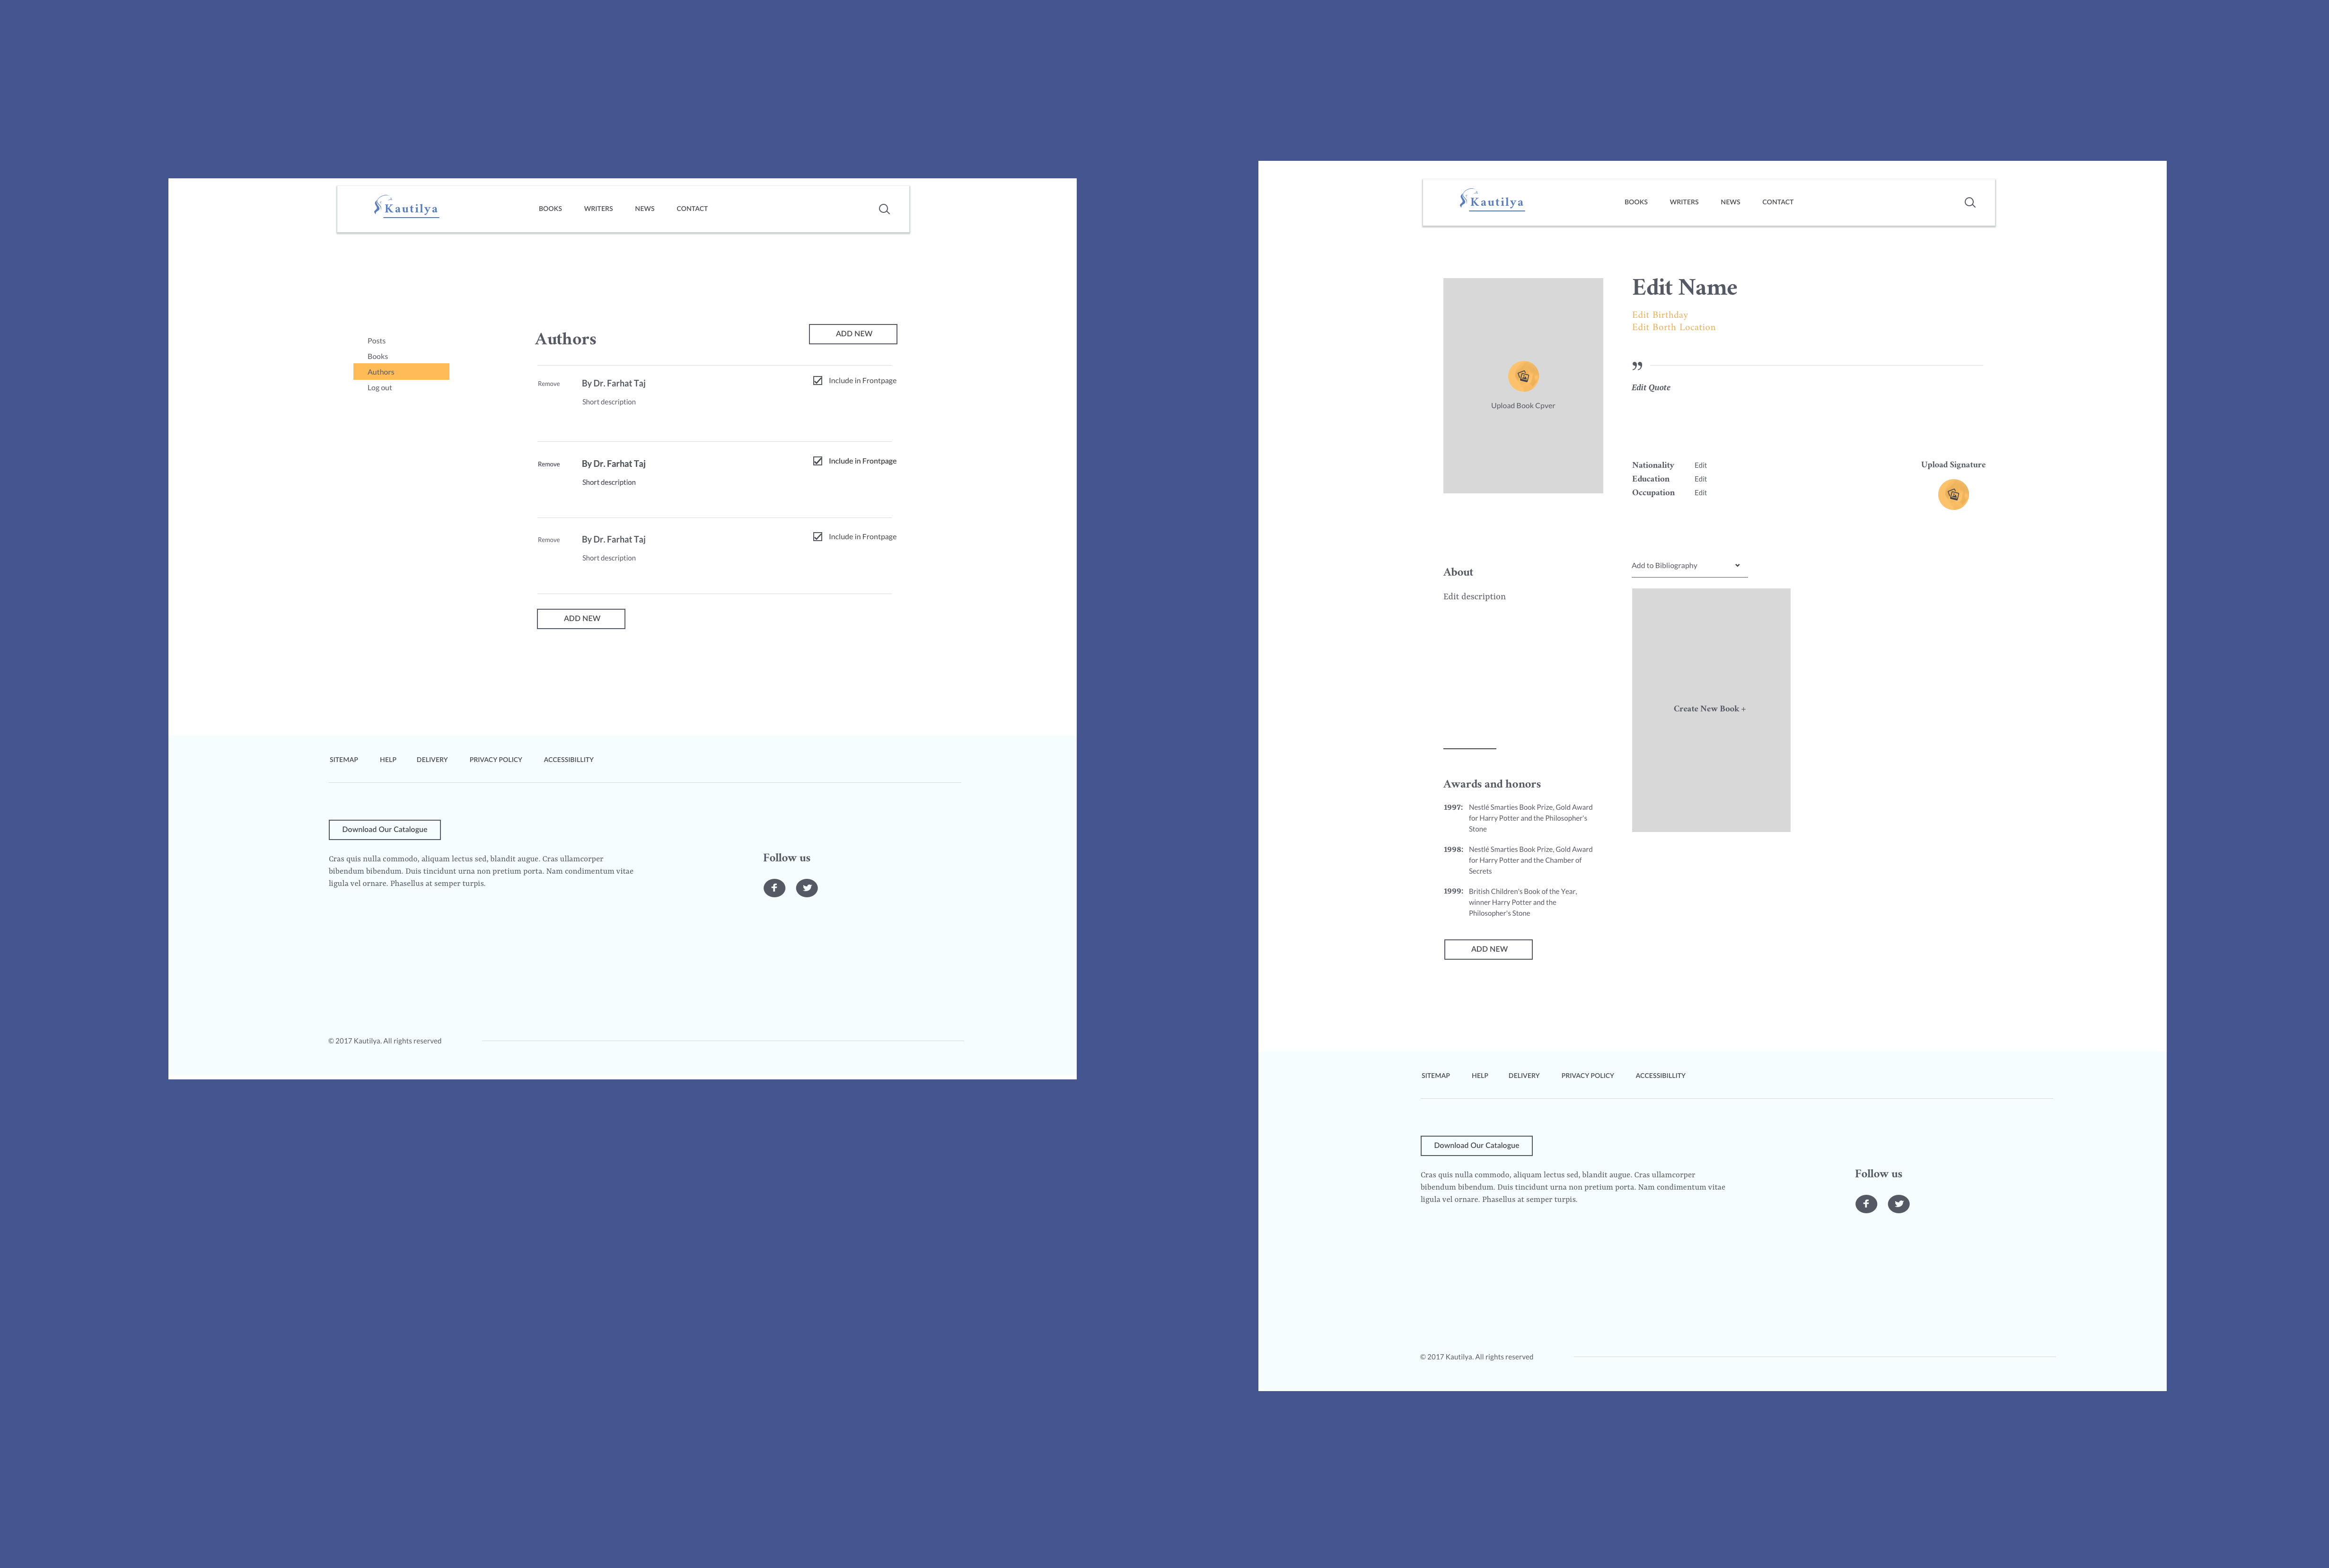 Kautilya
BOOKS WRITERS NEWS CONTACT
Posts
Books
Authors
Log out
Authors
ADD NEW
Remove By Dr. Farhat Taj Include in Frontpage
Short description
Remove By Dr. Farhat Taj Include in Frontpage
Short description
Remove By Dr. Farhat Taj Include in Frontpage
Short description
ADD NEW
SITEMAP HELP DELIVERY PRIVACY POLICY ACCESSIBILLITY
Download Our Catalogue
Cras quis nulla commodo, aliquam lectus sed, blandit augue. Cras ullamcorper
bibendum bibendum. Duis tincidunt urna non pretium porta. Nam condimentum vitae
ligula vel ornare. Phasellus at semper turpis.
Follow us
© 2017 Kautilya. All rights reserved
Kautilya
BOOKS WRITERS NEWS CONTACT
Upload Book Cpver
Edit Name
Edit Birthday
Edit Borth Location
”
Edit Quote
Nationality Edit
Education Edit
Occupation Edit
Upload Signature
About
Edit description
Add to Bibliography
Create New Book +
Awards and honors
1997: Nestlé Smarties Book Prize, Gold Award
for Harry Potter and the Philosopher's
Stone
1998: Nestlé Smarties Book Prize, Gold Award
for Harry Potter and the Chamber of
Secrets
1999: British Children's Book of the Year,
winner Harry Potter and the
Philosopher's Stone
ADD NEW
SITEMAP HELP DELIVERY PRIVACY POLICY ACCESSIBILLITY
Download Our Catalogue
Cras quis nulla commodo, aliquam lectus sed, blandit augue. Cras ullamcorper
bibendum bibendum. Duis tincidunt urna non pretium porta. Nam condimentum vitae
ligula vel ornare. Phasellus at semper turpis.
Follow us
© 2017 Kautilya. All rights reserved